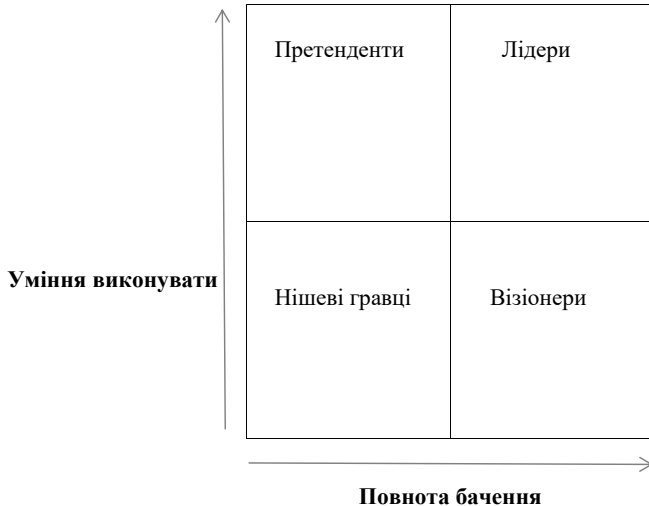 Претенденти
Лідери
Уміння виконувати
Нішеві гравці
Візіонери
Повнота бачення